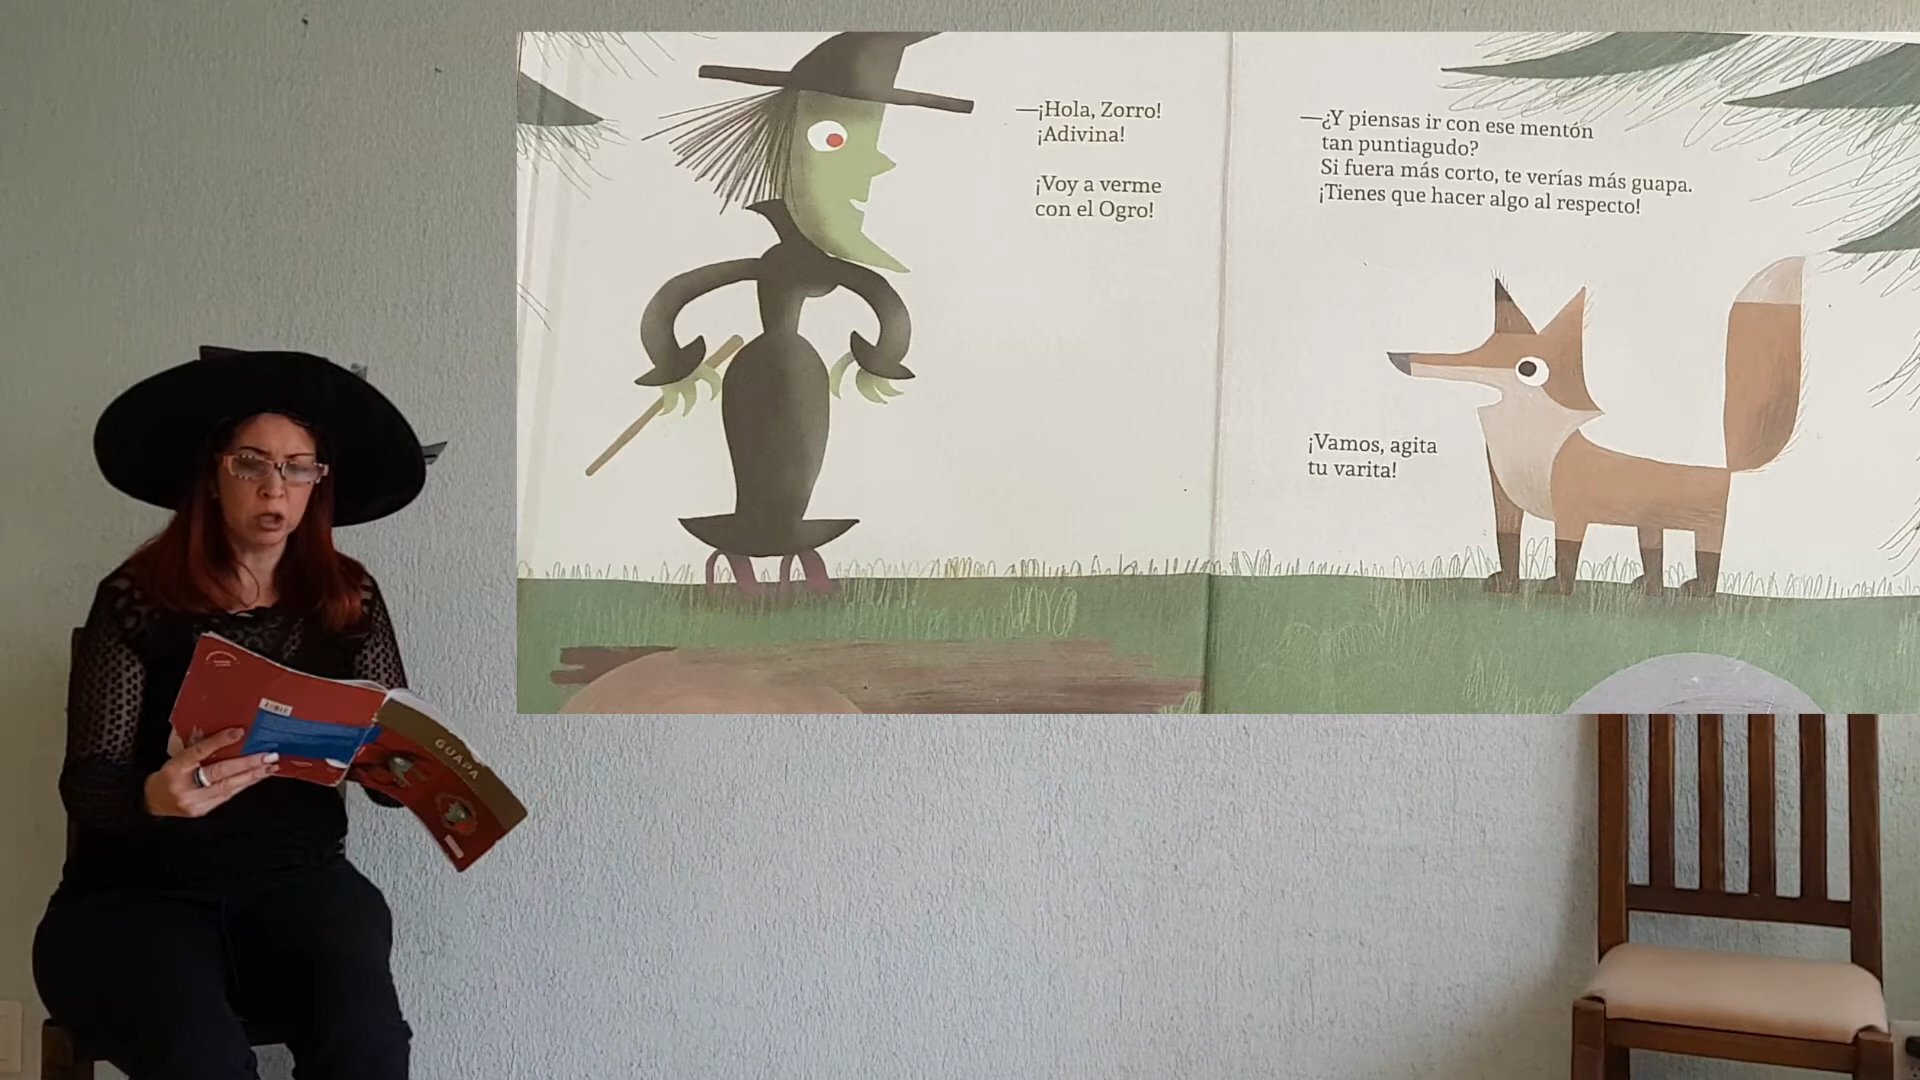 —¡Hola, Zorro!
¡Adivina!
¡Voy a verme
con el Ogro!
—¿Y piensas ir con ese mentón
tan puntiagudo?
Si fuera más corto, te verías más guapa.
¡Tienes que hacer algo al respecto!
¡Vamos, agita
tu varita!
GUAPA